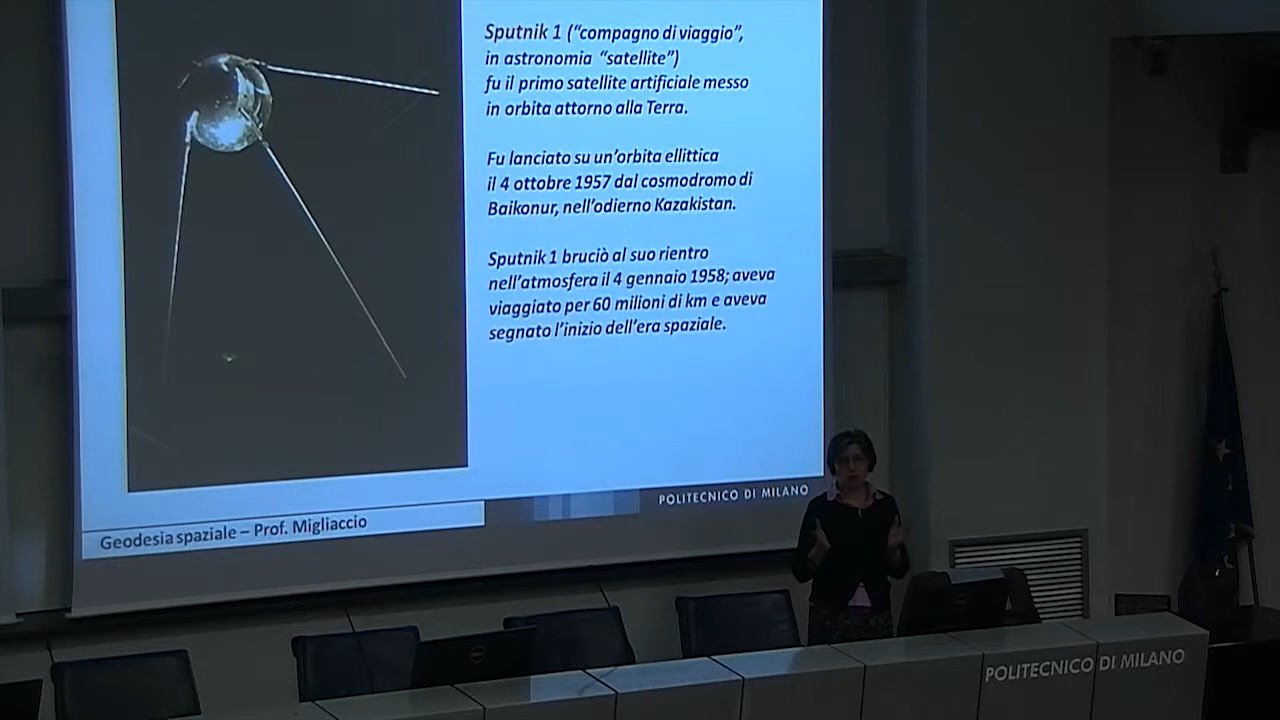 Sputnik 1 (“compagno di viaggio”,
in astronomia “satellite”)
fu il primo satellite artificiale messo
in orbita attorno alla Terra.
Fu lanciato su un’orbita ellittica
il 4 ottobre 1957 dal cosmodromo di
Baikonur, nell’odierno Kazakistan.
Sputnik 1 bruciò al suo rientro
nell’atmosfera il 4 gennaio 1958; aveva
viaggiato per 60 milioni di km e aveva
segnato l’inizio dell’era spaziale.
POLITECNICO DI MILANO
Geodesia spaziale – Prof. Migliaccio
POLITECNICO DI MILANO